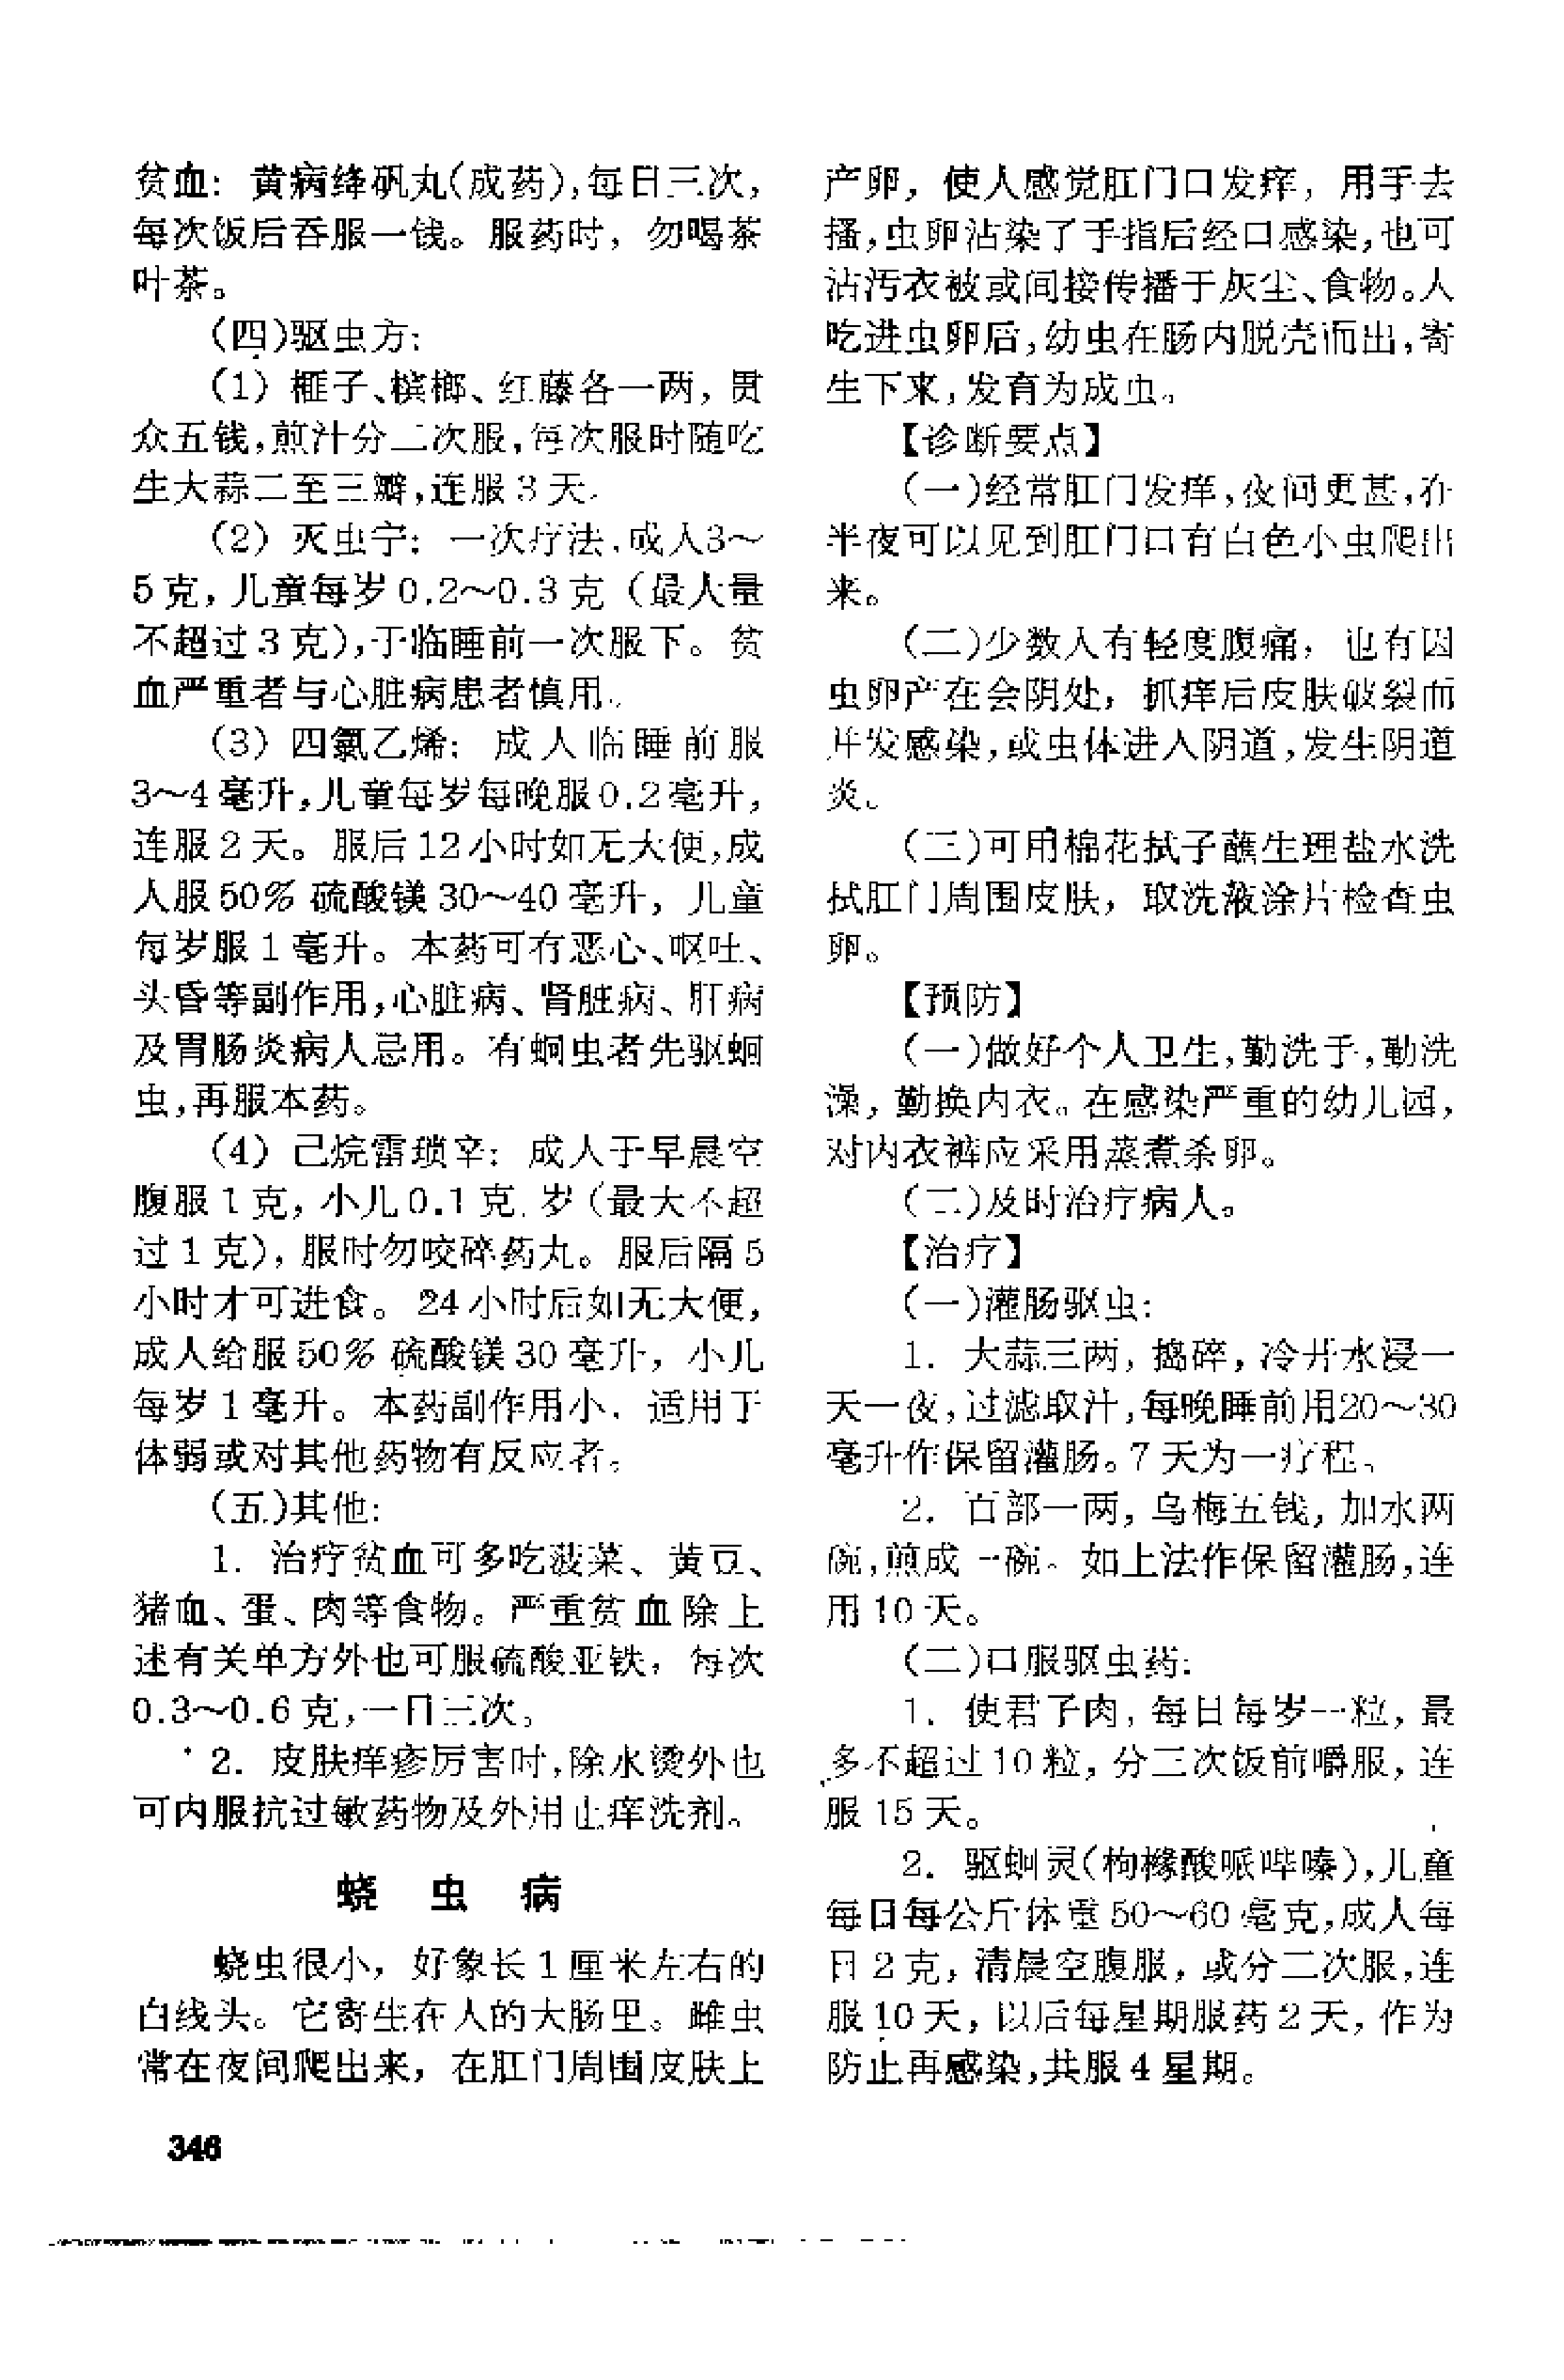 贫血：黄病绛矾丸(成药)，每日三次，
每次饭后吞服一钱。服药时，勿喝茶
叶茶。
(四)驱虫方：
(1) 榧子、槟榔、红藤各一两，贯
众五钱，煎汁分二次服，每次服时随吃
生大蒜二至三瓣，连服3天。
(2) 灭虫宁：一次疗法，成人3～
5克，儿童每岁0.2～0.3克（最大量
不超过3克)，于临睡前一次服下。贫
血严重者与心脏病患者慎用。
(3) 四氯乙烯：成人临睡前服
3～4毫升，儿童每岁每晚服0.2毫升，
连服2天。服后12小时如无大便，成
人服50%硫酸镁30～40毫升，儿童
每岁服1毫升。本药可有恶心、呕吐、
头昏等副作用，心脏病、肾脏病、肝病
及胃肠炎病人忌用。有蛔虫者先驱蛔
虫，再服本药。
(4) 己烷雷琐辛：成人于早晨空
腹服1克，小儿0.1克/岁（最大不超
过1克)，服时勿咬碎药丸。服后隔5
小时才可进食。24小时后如无大便，
成人给服50%硫酸镁30毫升，小儿
每岁1毫升。本药副作用小，适用于
体弱或对其他药物有反应者。
(五)其他：
1. 治疗贫血可多吃菠菜、黄豆、
猪血、蛋、肉等食物。严重贫血除上
述有关单方外也可服硫酸亚铁，每次
0.3～0.6克，一日三次。
2. 皮肤痒疹厉害时，除水烫外也
可内服抗过敏药物及外用止痒洗剂。
蛲虫病
蛲虫很小，好象长1厘米左右的
白线头。它寄生在人的大肠里。雌虫
常在夜间爬出来，在肛门周围皮肤上
346
产卵，使人感觉肛门口发痒，用手去
搔，虫卵沾染了手指后经口感染，也可
沾污衣被或间接传播于灰尘、食物。人
吃进虫卵后，幼虫在肠内脱壳而出，寄
生下来，发育为成虫。
【诊断要点】
(一)经常肛门发痒，夜间更甚，在
半夜可以见到肛门口有白色小虫爬出
来。
(二)少数人有轻度腹痛，也有因
虫卵产在会阴处，抓痒后皮肤破裂而
并发感染，或虫体进入阴道，发生阴道
炎。
(三)可用棉花拭子蘸生理盐水洗
拭肛门周围皮肤，取洗液涂片检查虫
卵。
【预防】
(一)做好个人卫生，勤洗手，勤洗
澡，勤换内衣。在感染严重的幼儿园，
对内衣裤应采用蒸煮杀卵。
(二)及时治疗病人。
【治疗】
(一)灌肠驱虫：
1. 大蒜三两，捣碎，冷开水浸一
天一夜，过滤取汁，每晚睡前用20～30
毫升作保留灌肠。7天为一疗程。
2. 百部一两，乌梅五钱，加水两
碗，煎成一碗。如上法作保留灌肠，连
用10天。
(二)口服驱虫药：
1. 使君子肉，每日每岁一粒，最
多不超过10粒，分三次饭前嚼服，连
服15天。
2. 驱蛔灵(枸橼酸哌哔嗪)，儿童
每日每公斤体重50～60毫克，成人每
日2克，清晨空腹服，或分二次服，连
服10天，以后每星期服药2天，作为
防止再感染，共服4星期。